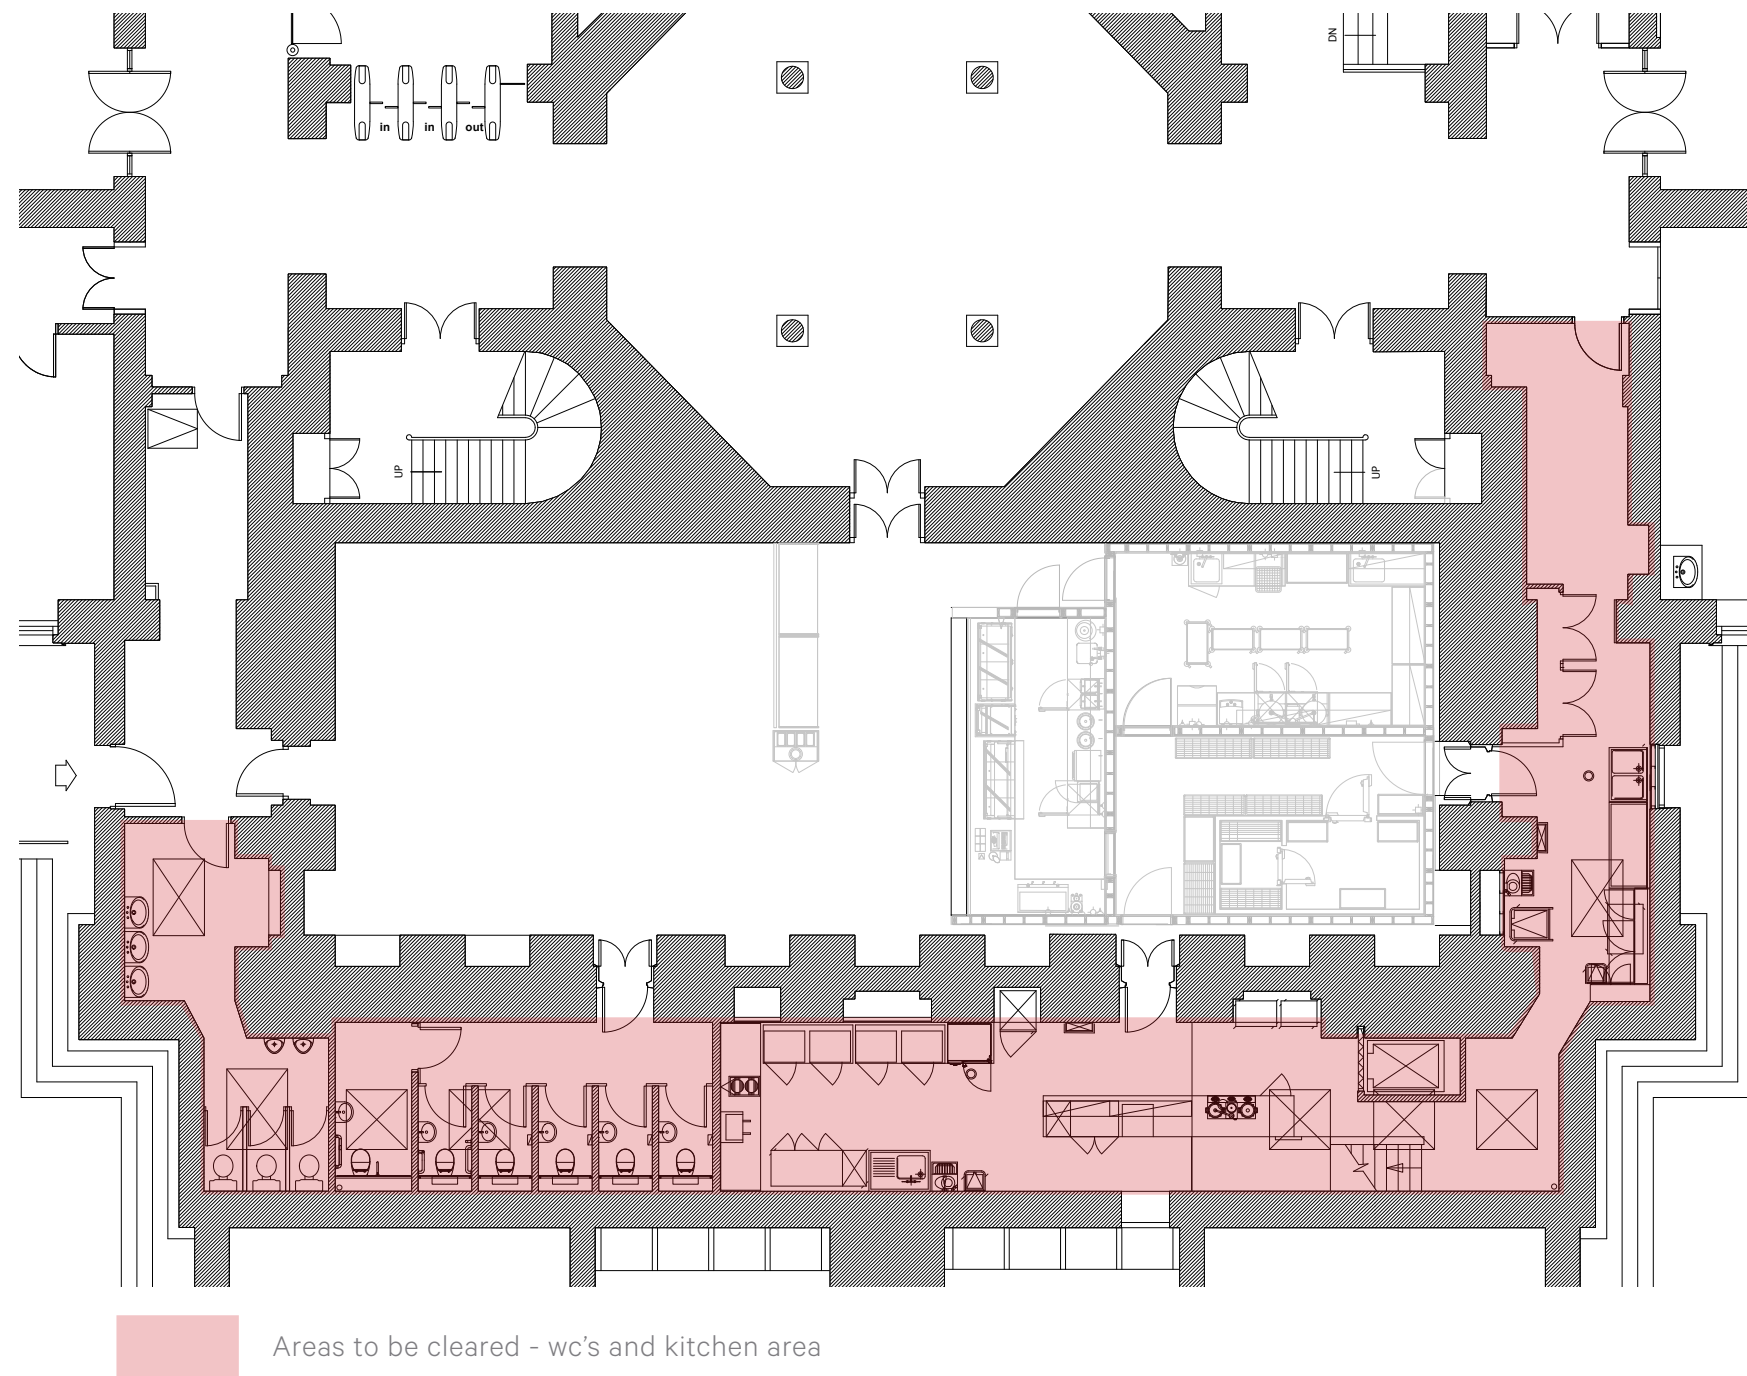 DN
in in out
UP
UP
Areas to be cleared - wc's and kitchen area